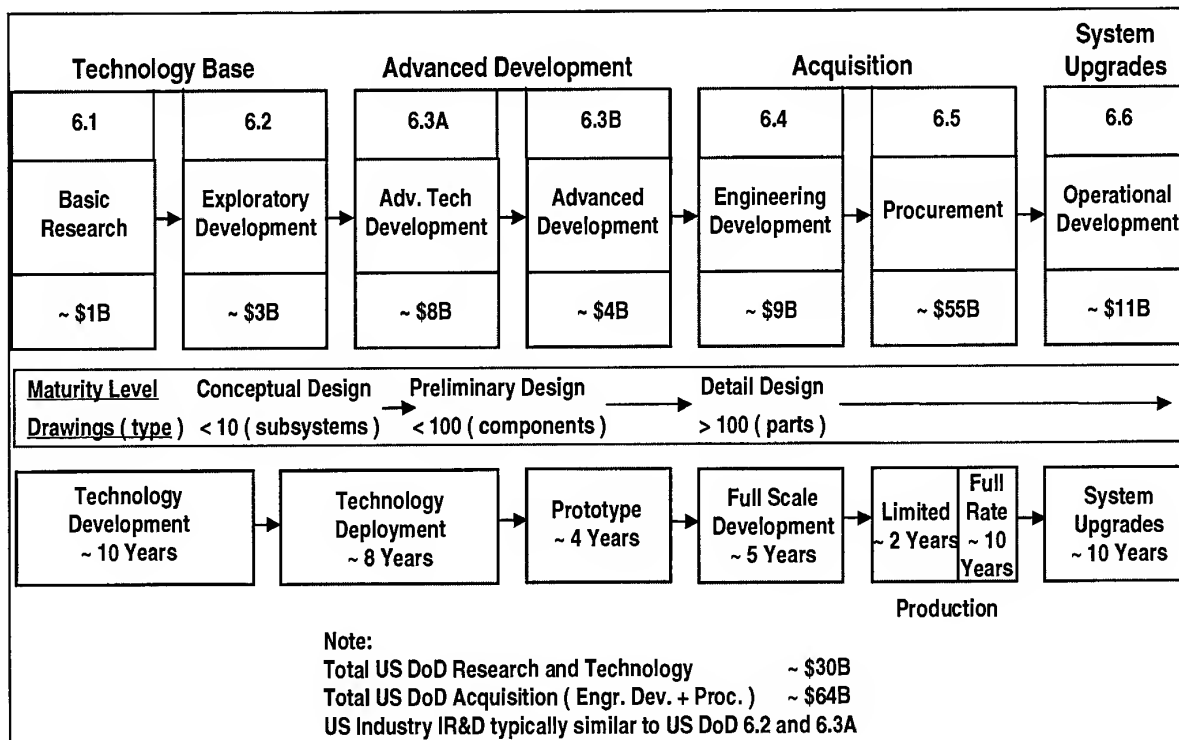 Technology Base
Advanced Development
Acquisition
System
Upgrades
6.1
6.2
6.3A
6.3B
6.4
6.5
6.6
Basic
Research
Exploratory
Development
Adv. Tech
Development
Advanced
Development
Engineering
Development
Procurement
Operational
Development
~ $1B
~ $3B
~ $8B
~ $4B
~ $9B
~ $55B
~ $11B
Maturity Level Conceptual Design Preliminary Design Detail Design
Drawings ( type ) < 10 ( subsystems ) < 100 ( components ) > 100 ( parts )
Technology
Development
~ 10 Years
Technology
Deployment
~ 8 Years
Prototype
~ 4 Years
Full Scale
Development
~ 5 Years
Limited
~ 2 Years
Full
Rate
~ 10
Years
System
Upgrades
~ 10 Years
Production
Note:
Total US DoD Research and Technology ~ $30B
Total US DoD Acquisition ( Engr. Dev. + Proc. ) ~ $64B
US Industry IR&D typically similar to US DoD 6.2 and 6.3A